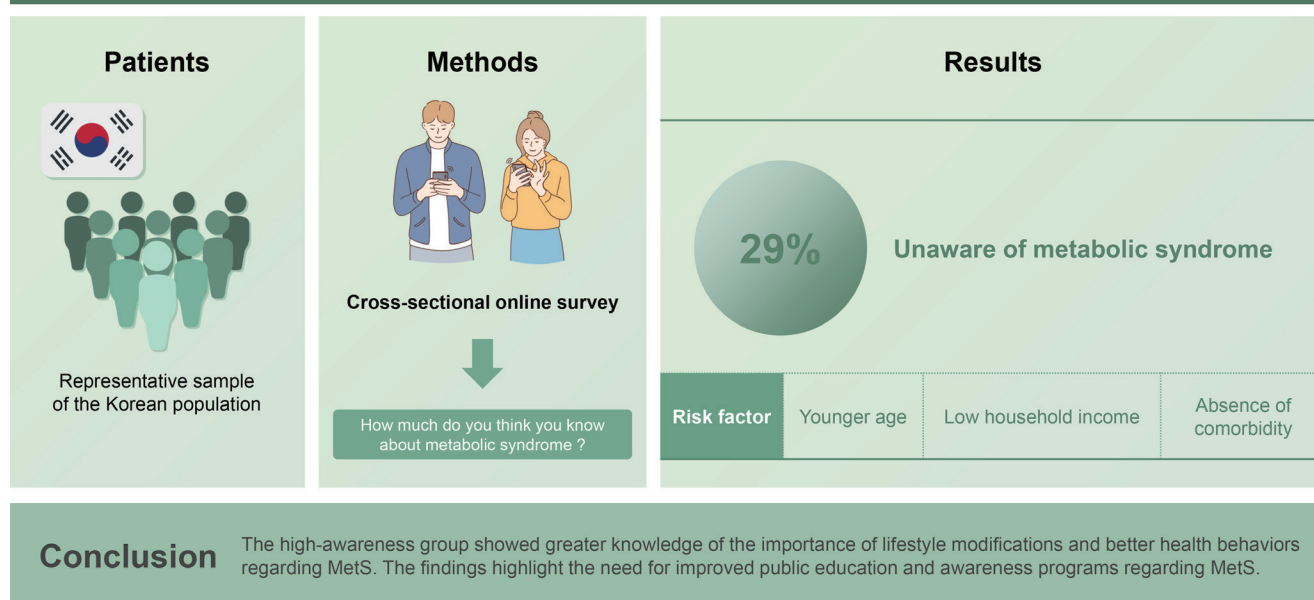 Patients
Representative sample
of the Korean population
Methods
Cross-sectional online survey
How much do you think you know
about metabolic syndrome ?
Results
29%
Unaware of metabolic syndrome
Risk factor
Younger age
Low household income
Absence of
comorbidity
Conclusion
The high-awareness group showed greater knowledge of the importance of lifestyle modifications and better health behaviors
regarding MetS. The findings highlight the need for improved public education and awareness programs regarding MetS.